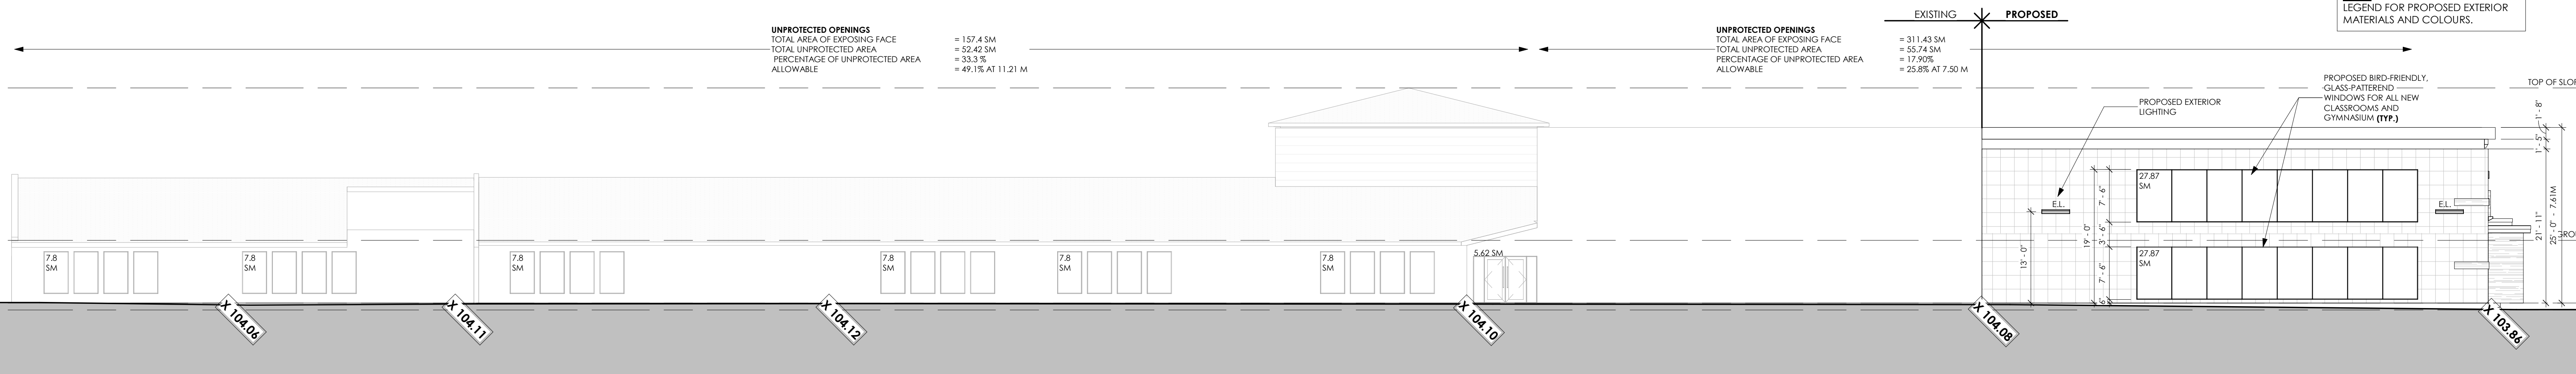 UNPROTECTED OPENINGS
TOTAL AREA OF EXPOSING FACE = 157.4 SM
TOTAL UNPROTECTED AREA = 52.42 SM
PERCENTAGE OF UNPROTECTED AREA = 33.3 %
ALLOWABLE = 49.1% AT 11.21 M
UNPROTECTED OPENINGS
TOTAL AREA OF EXPOSING FACE = 311.43 SM
TOTAL UNPROTECTED AREA = 55.74 SM
PERCENTAGE OF UNPROTECTED AREA = 17.90%
ALLOWABLE = 25.8% AT 7.50 M
EXISTING
PROPOSED
LEGEND FOR PROPOSED EXTERIOR
MATERIALS AND COLOURS.
PROPOSED EXTERIOR
LIGHTING
PROPOSED BIRD-FRIENDLY,
GLASS-PATTEREND
WINDOWS FOR ALL NEW
CLASSROOMS AND
GYMNASIUM (TYP.)
TOP OF SLOP
7.8
SM
7.8
SM
7.8
SM
7.8
SM
7.8
SM
7.8
SM
5.62 SM
E.L.
27.87
SM
E.L.
27.87
SM
13' - 0"
19' - 0"
7' - 6"
3' - 6"
7' - 6"
6"
1' - 8"
1' - 5"
21' - 11"
25' - 0" - 7.61M
GRO
X 104.06
X 104.11
X 104.12
X 104.10
X 104.08
X 103.86